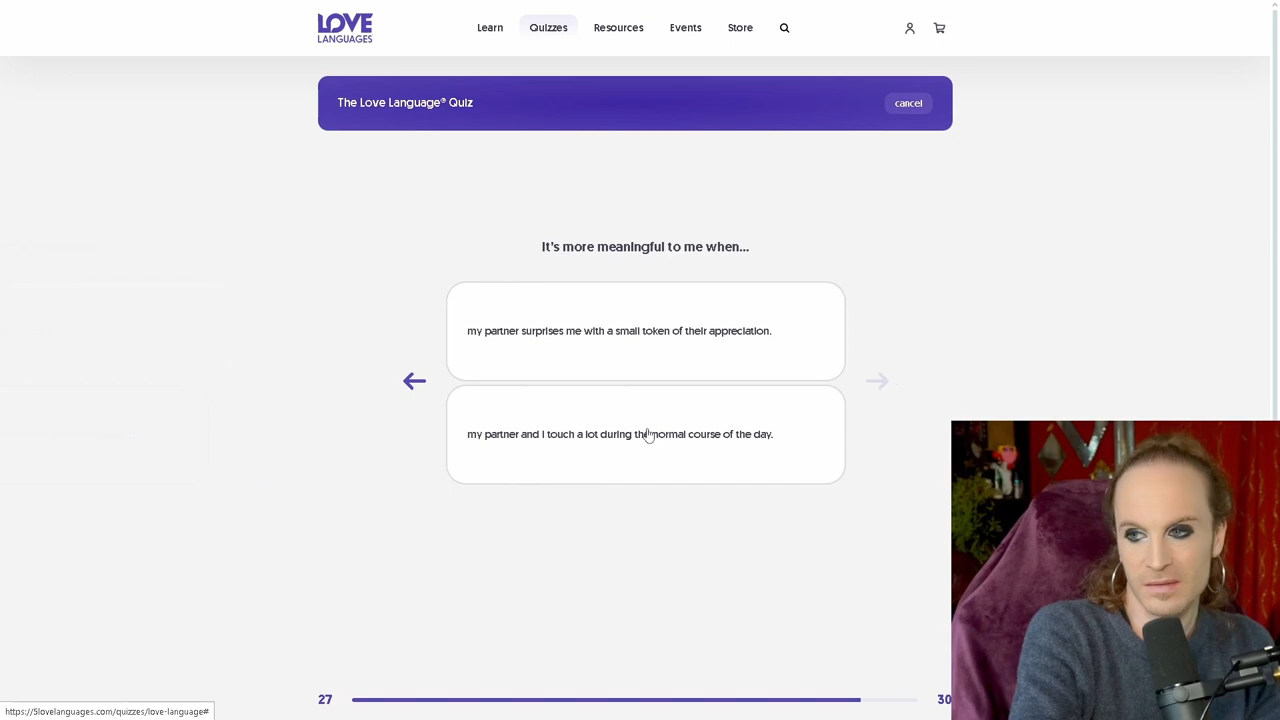 LOVE
LANGUAGES
Learn Quizzes Resources Events Store
The Love Language® Quiz cancel
It's more meaningful to me when...
my partner surprises me with a small token of their appreciation.
my partner and I touch a lot during the normal course of the day.
27 30
https://5lovelanguages.com/quizzes/love-language#